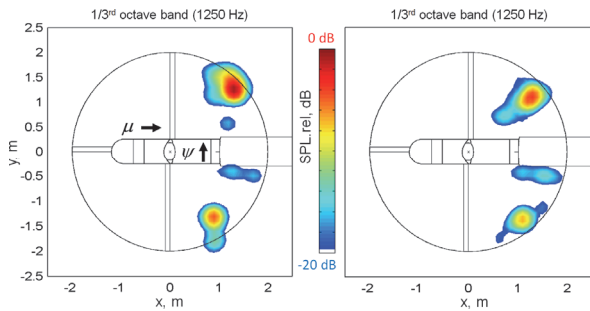 1/3rd octave band (1250 Hz)
2.5
2
1.5
1
0.5
0
-0.5
-1
-1.5
-2
-2.5
y, m
μ
ψ
-2
-1
0
1
2
x, m
0 dB
SPL.rel, dB
-20 dB
1/3rd octave band (1250 Hz)
-2
-1
0
1
2
x, m